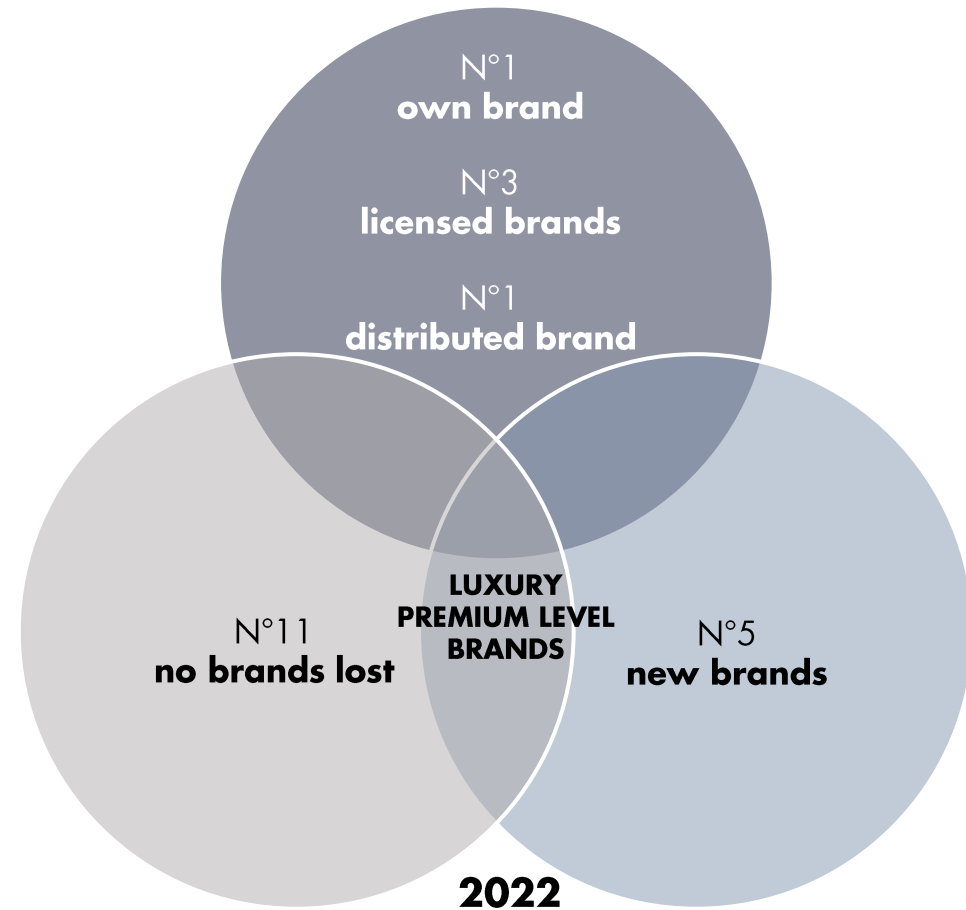 N°1
own brand
N°3
licensed brands
N°1
distributed brand
LUXURY
PREMIUM LEVEL
BRANDS
N°11
no brands lost
N°5
new brands
2022